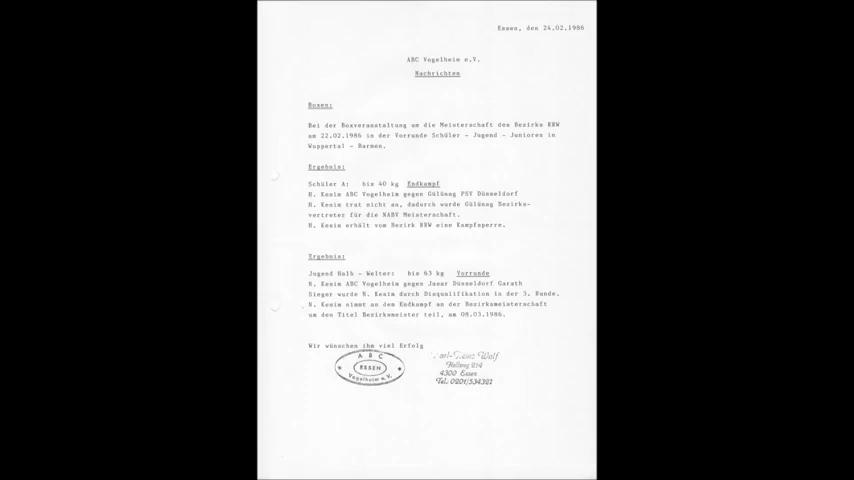 Essen, den 24.02.1986
ABC Vogelheim e.V.
Nachrichten
Boxen:
Bei der Boxveranstaltung um die Meisterschaft des Bezirks RRW
am 22.02.1986 in der Vorrunde Schüler - Jugend - Junioren in
Wuppertal - Barmen.
Ergebnis:
Schüler A: bis 40 kg Endkampf
H. Kesim ABC Vogelheim gegen Gülünag PSV Düsseldorf
H. Kesim trat nicht an, dadurch wurde Gülünag Bezirks-
vertreter für die NABV Meisterschaft.
H. Kesim erhält vom Bezirk RRW eine Kampfsperre.
Ergebnis:
Jugend Halb - Welter: bis 63 kg Vorrunde
N. Kesim ABC Vogelheim gegen Jasar Düsseldorf Garath
Sieger wurde N. Kesim durch Disqualifikation in der 3. Runde.
N. Kesim nimmt an dem Endkampf an der Bezirksmeisterschaft
um den Titel Bezirksmeister teil, am 08.03.1986.
Wir wünschen ihm viel Erfolg
A B C
ESSEN
Vogelheim e.V.
Wolf
Hellweg 214
4300 Essen
Tel.: 0201/534321